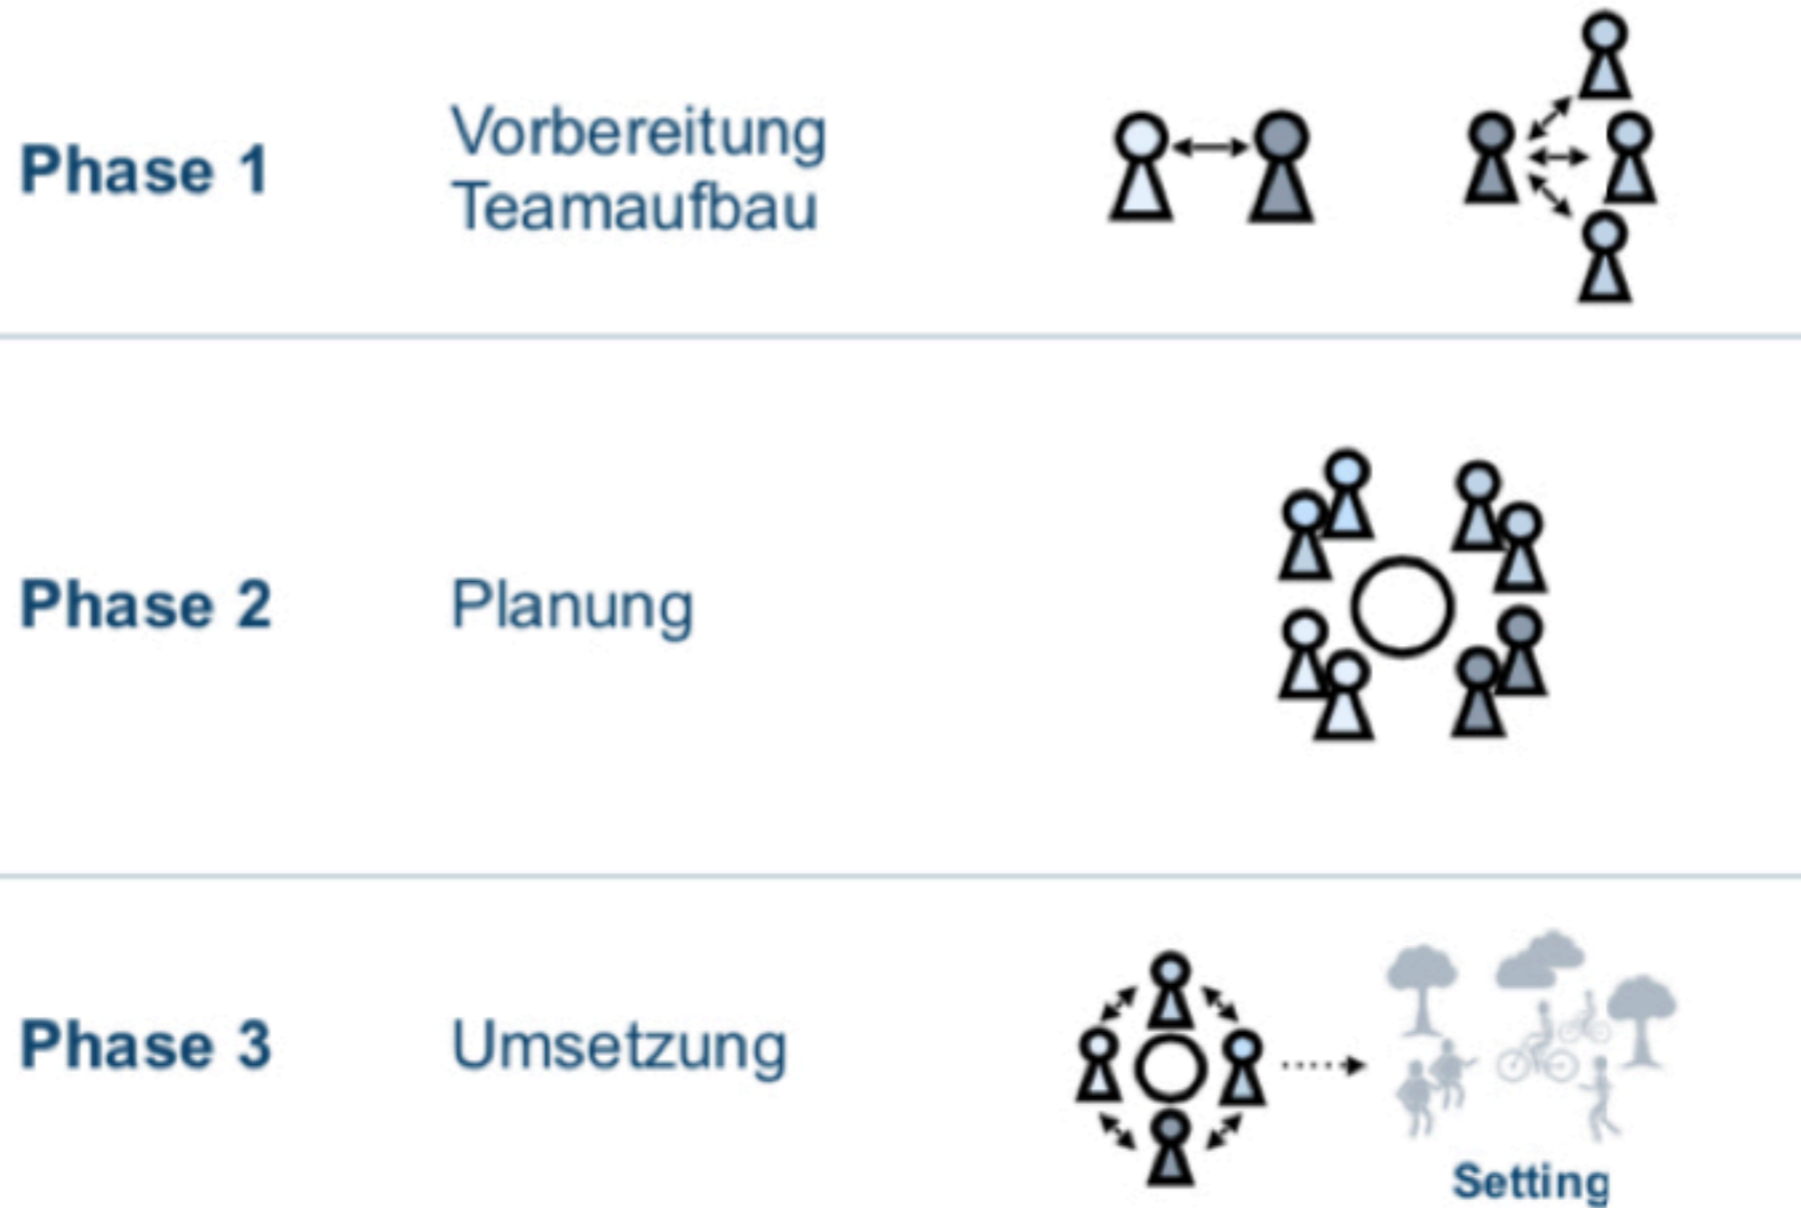 Phase 1
Vorbereitung
Teamaufbau
Phase 2
Planung
Phase 3
Umsetzung
Setting